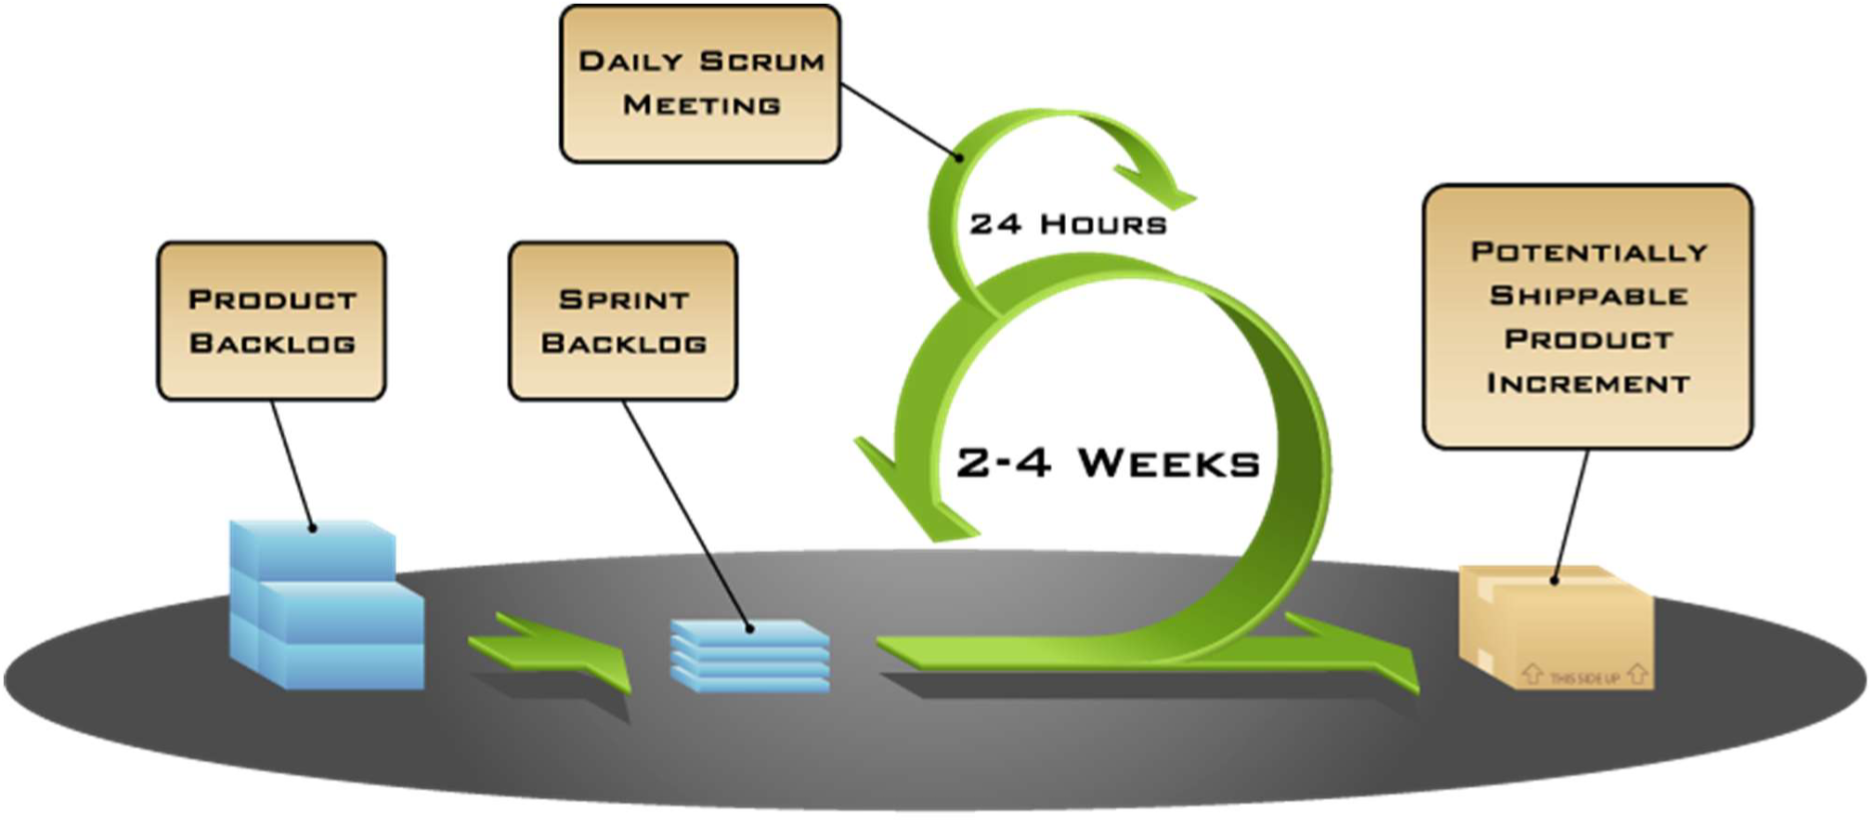 DAILY SCRUM
MEETING
24 HOURS
PRODUCT
BACKLOG
SPRINT
BACKLOG
2-4 WEEKS
POTENTIALLY
SHIPPABLE
PRODUCT
INCREMENT
THIS SIDE UP